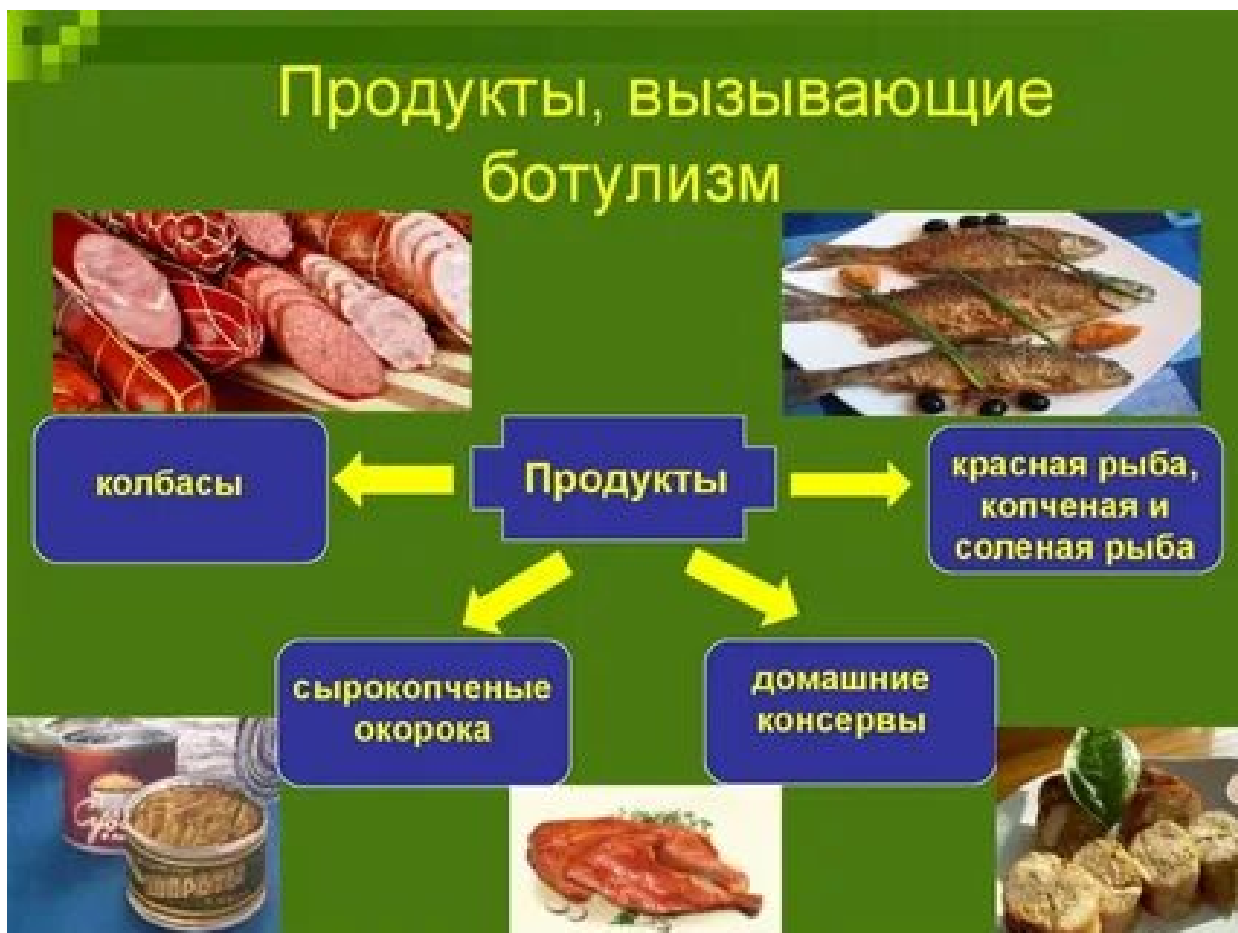 Продукты, вызывающие
ботулизм
колбасы
Продукты
красная рыба,
копченая и
соленая рыба
сырокопченые
окорока
домашние
консервы